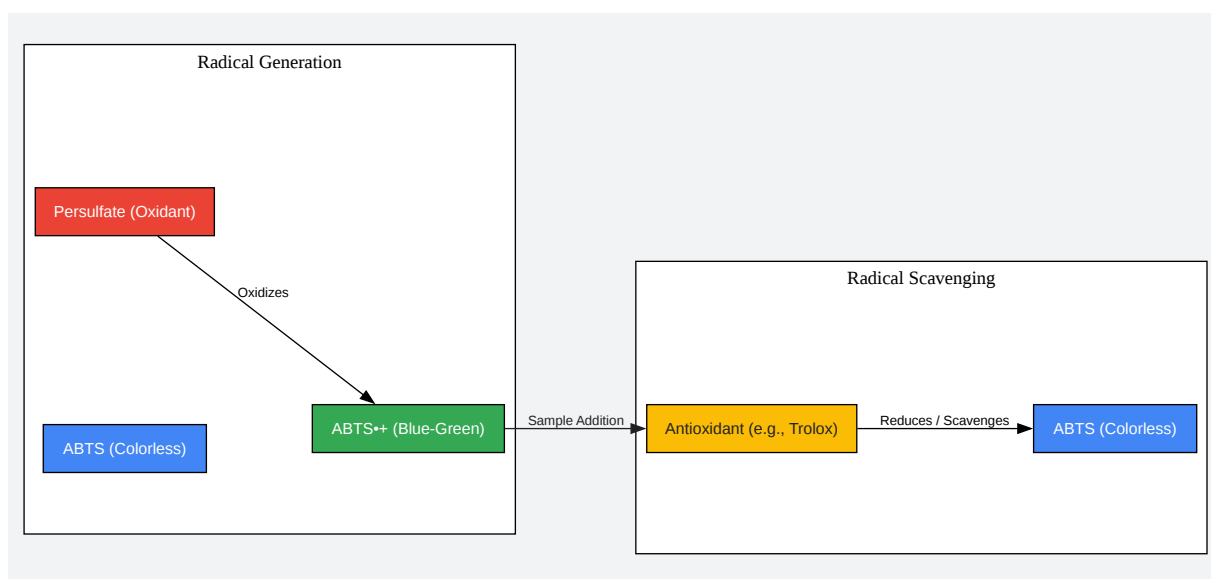 Radical Generation
Persulfate (Oxidant)
Oxidizes
ABTS (Colorless)
ABTS•+ (Blue-Green)
Sample Addition
Radical Scavenging
Antioxidant (e.g., Trolox)
Reduces / Scavenges
ABTS (Colorless)